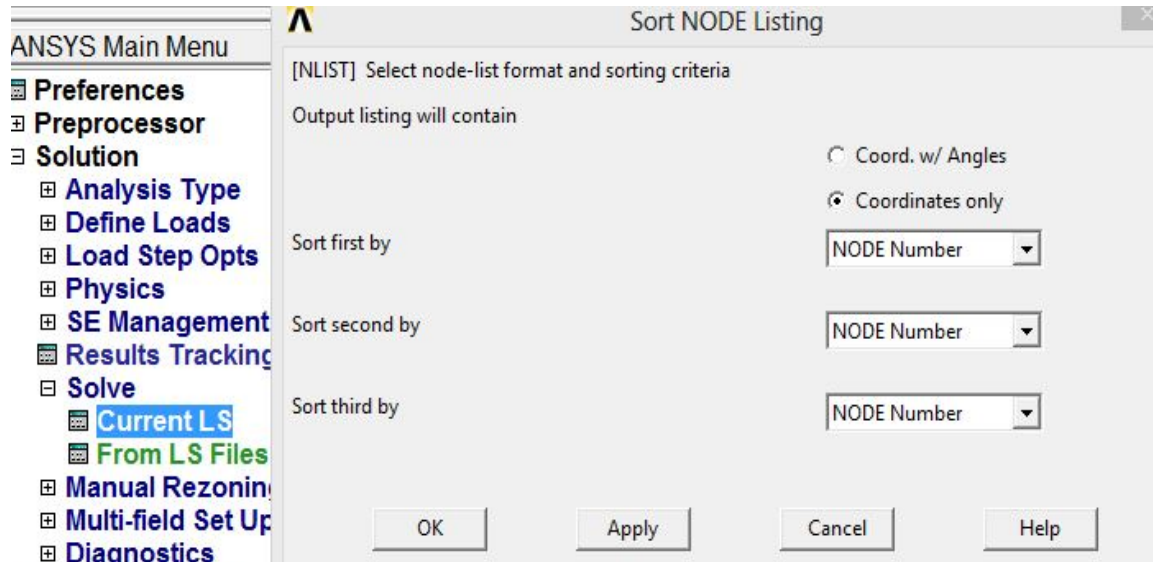 ANSYS Main Menu
Preferences
Preprocessor
Solution
Analysis Type
Define Loads
Load Step Opts
Physics
SE Management
Results Tracking
Solve
Current LS
From LS Files
Manual Rezonin
Multi-field Set Up
Diagnostics
Sort NODE Listing
[NLIST] Select node-list format and sorting criteria
Output listing will contain
Coord. w/ Angles
Coordinates only
Sort first by
NODE Number
Sort second by
NODE Number
Sort third by
NODE Number
OK Apply Cancel Help